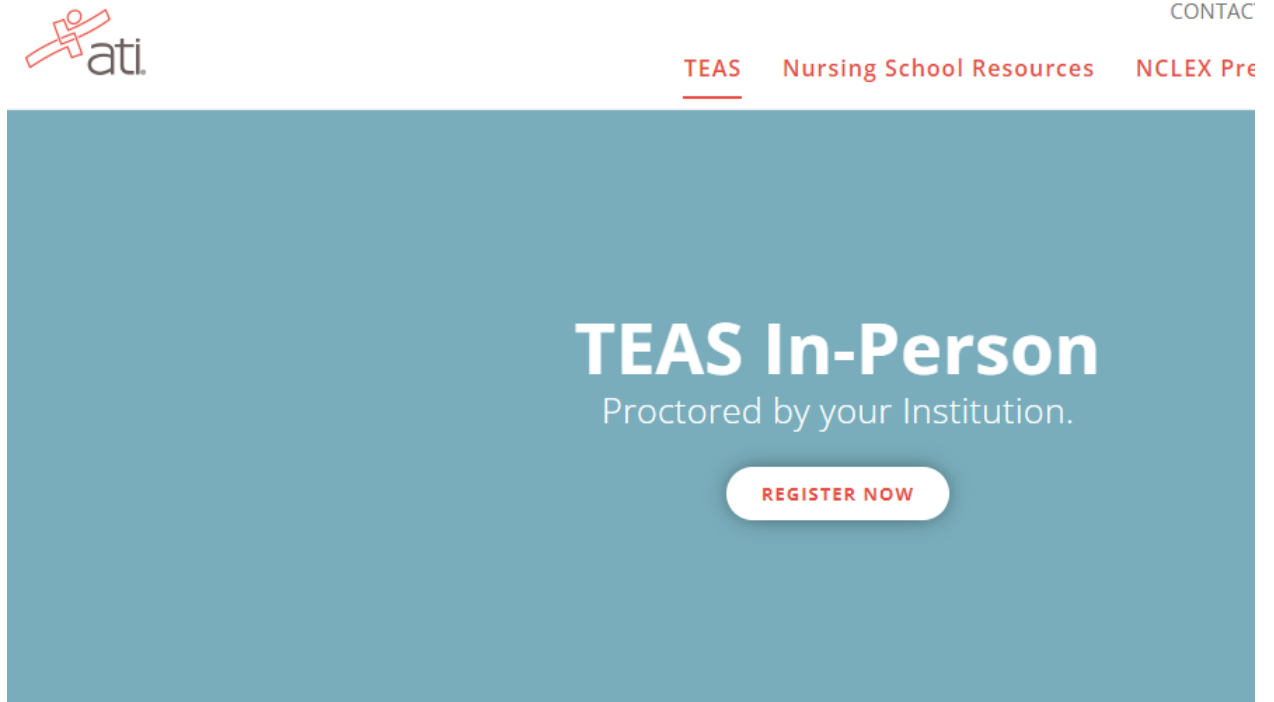 ati
CONTAC
TEAS Nursing School Resources NCLEX Pre
TEAS In-Person
Proctored by your Institution.
REGISTER NOW